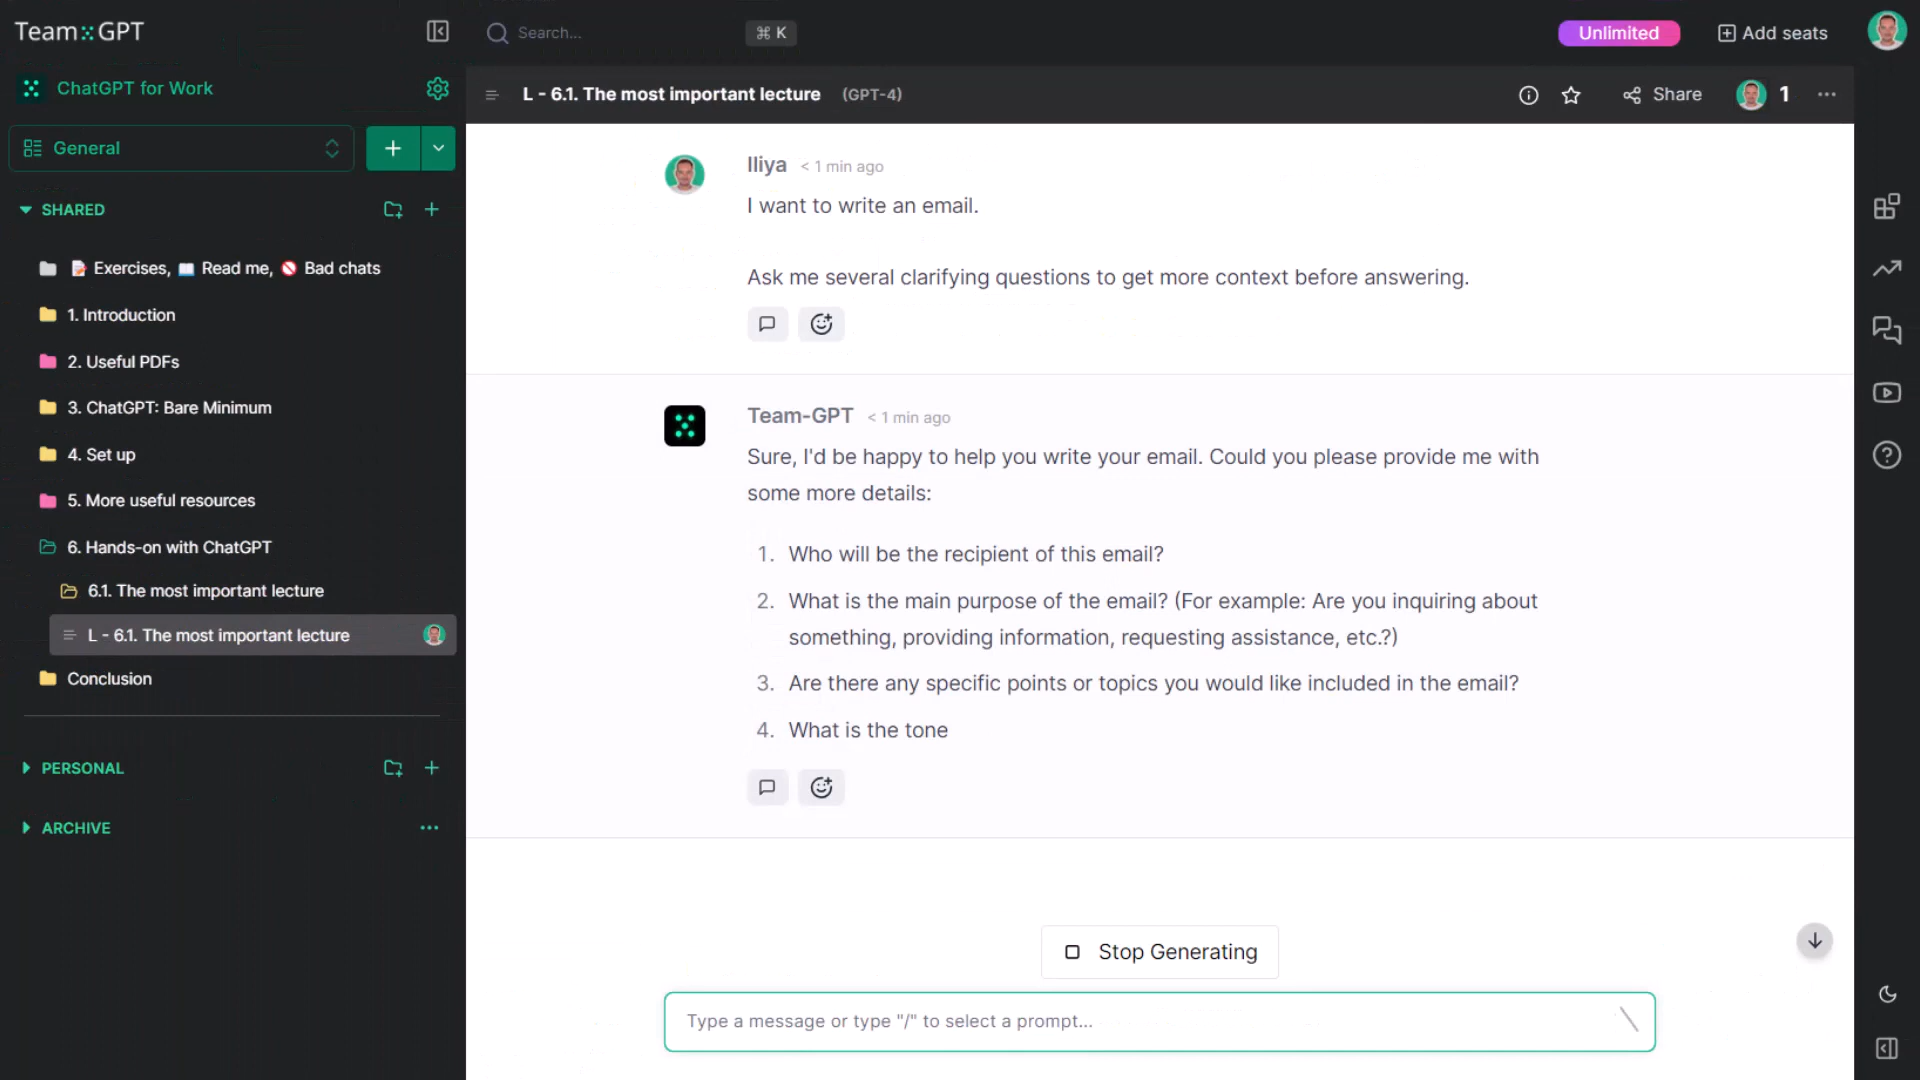 Team GPT
Search...
⌘ K
Unlimited
Add seats
ChatGPT for Work
General
SHARED
📝 Exercises, 📖 Read me, 🚫 Bad chats
1. Introduction
2. Useful PDFs
3. ChatGPT: Bare Minimum
4. Set up
5. More useful resources
6. Hands-on with ChatGPT
6.1. The most important lecture
L - 6.1. The most important lecture
Conclusion
PERSONAL
ARCHIVE
L - 6.1. The most important lecture (GPT-4)
Share
1
Iliya < 1 min ago
I want to write an email.
Ask me several clarifying questions to get more context before answering.
Team-GPT < 1 min ago
Sure, I'd be happy to help you write your email. Could you please provide me with
some more details:
1. Who will be the recipient of this email?
2. What is the main purpose of the email? (For example: Are you inquiring about
something, providing information, requesting assistance, etc.?)
3. Are there any specific points or topics you would like included in the email?
4. What is the tone
Stop Generating
Type a message or type "/" to select a prompt...